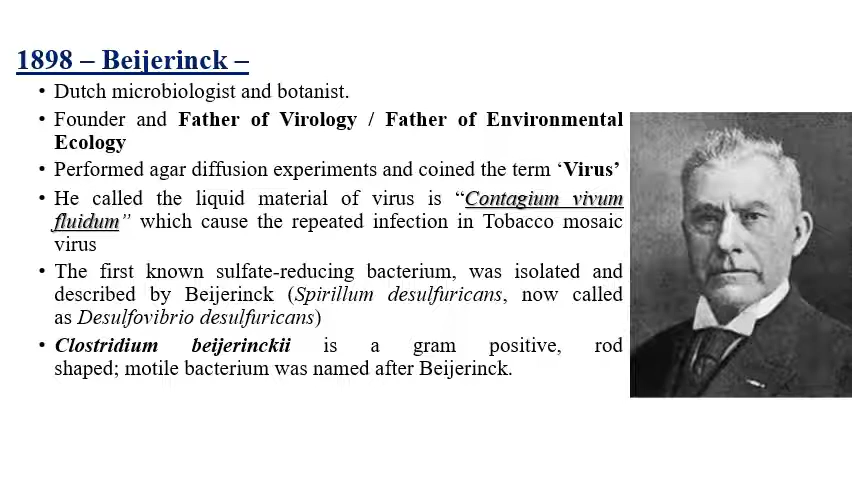 1898 – Beijerinck –
• Dutch microbiologist and botanist.
• Founder and Father of Virology / Father of Environmental
Ecology
• Performed agar diffusion experiments and coined the term ‘Virus’
• He called the liquid material of virus is “Contagium vivum
fluidum” which cause the repeated infection in Tobacco mosaic
virus
• The first known sulfate-reducing bacterium, was isolated and
described by Beijerinck (Spirillum desulfuricans, now called
as Desulfovibrio desulfuricans)
• Clostridium beijerinckii is a gram positive, rod
shaped; motile bacterium was named after Beijerinck.